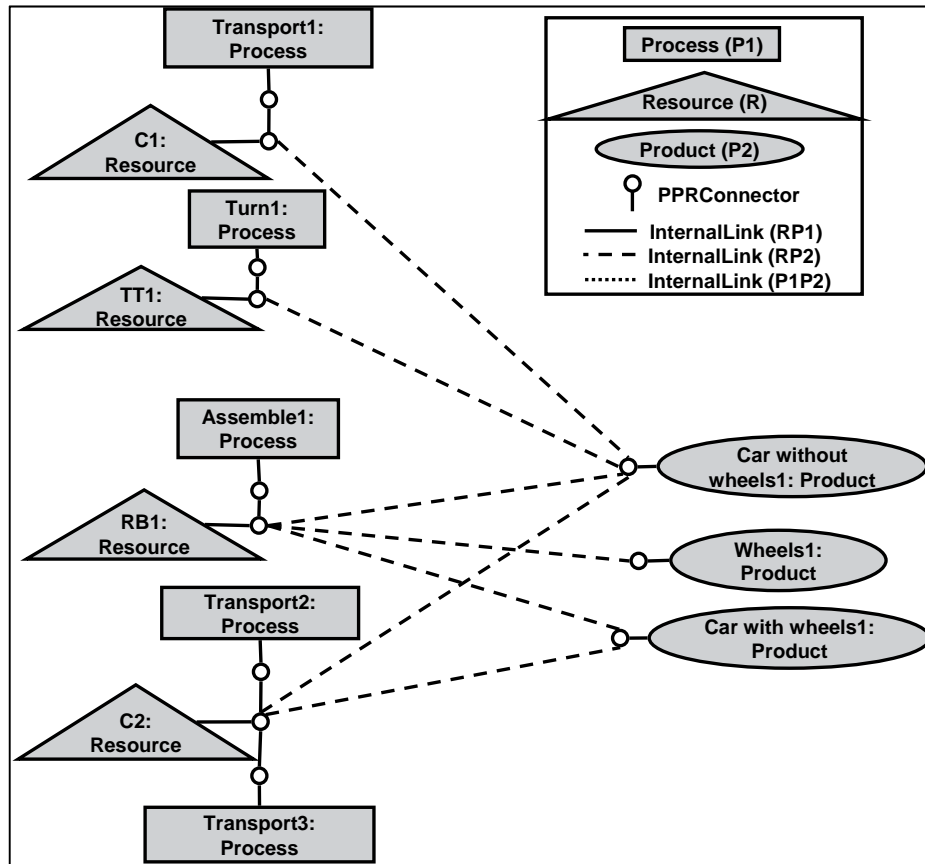 Transport1:
Process
C1:
Resource
Turn1:
Process
TT1:
Resource
Assemble1:
Process
RB1:
Resource
Transport2:
Process
C2:
Resource
Transport3:
Process
Process (P1)
Resource (R)
Product (P2)
PPRConnector
InternalLink (RP1)
InternalLink (RP2)
InternalLink (P1P2)
Car without
wheels1: Product
Wheels1:
Product
Car with wheels1:
Product